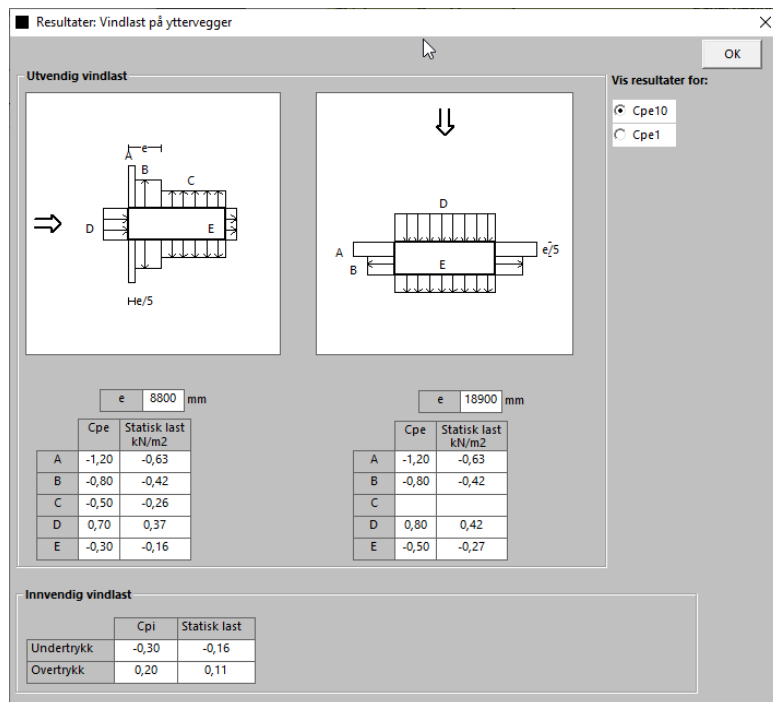 Resultater: Vindlast på yttervegger
OK
Utvendig vindlast
Vis resultater for:
Cpe10
Cpe1
A
e
B
C
D
E
He/5
D
A
e/5
B
E
e 8800 mm
Cpe Statisk last kN/m2
A -1,20 -0,63
B -0,80 -0,42
C -0,50 -0,26
D 0,70 0,37
E -0,30 -0,16
e 18900 mm
Cpe Statisk last kN/m2
A -1,20 -0,63
B -0,80 -0,42
C
D 0,80 0,42
E -0,50 -0,27
Innvendig vindlast
Cpi Statisk last
Undertrykk -0,30 -0,16
Overtrykk 0,20 0,11